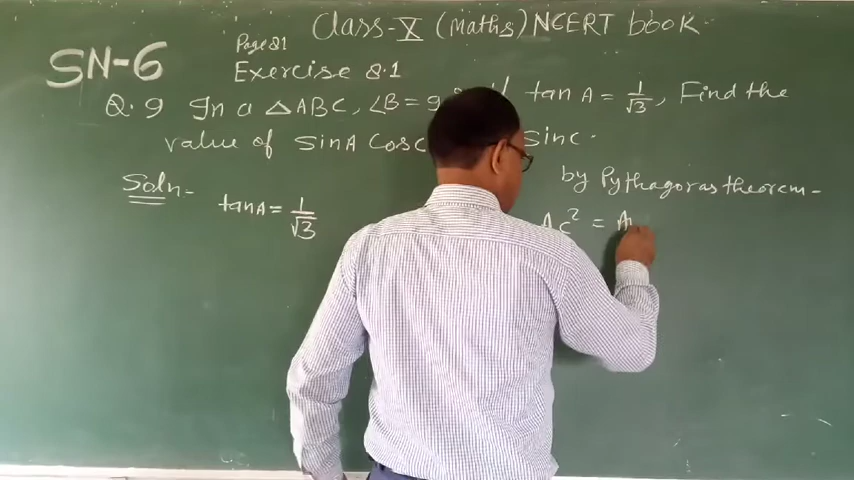 Class-X (Maths) NCERT book
SN-6
Page 81
Exercise 8.1
Q.9 In a △ABC, ∠B = tan A = 1/√3, Find the
value of sinA Cosc sinc.
Soln- tanA = 1/√3
by Pythagoras theorem -
AC² = A